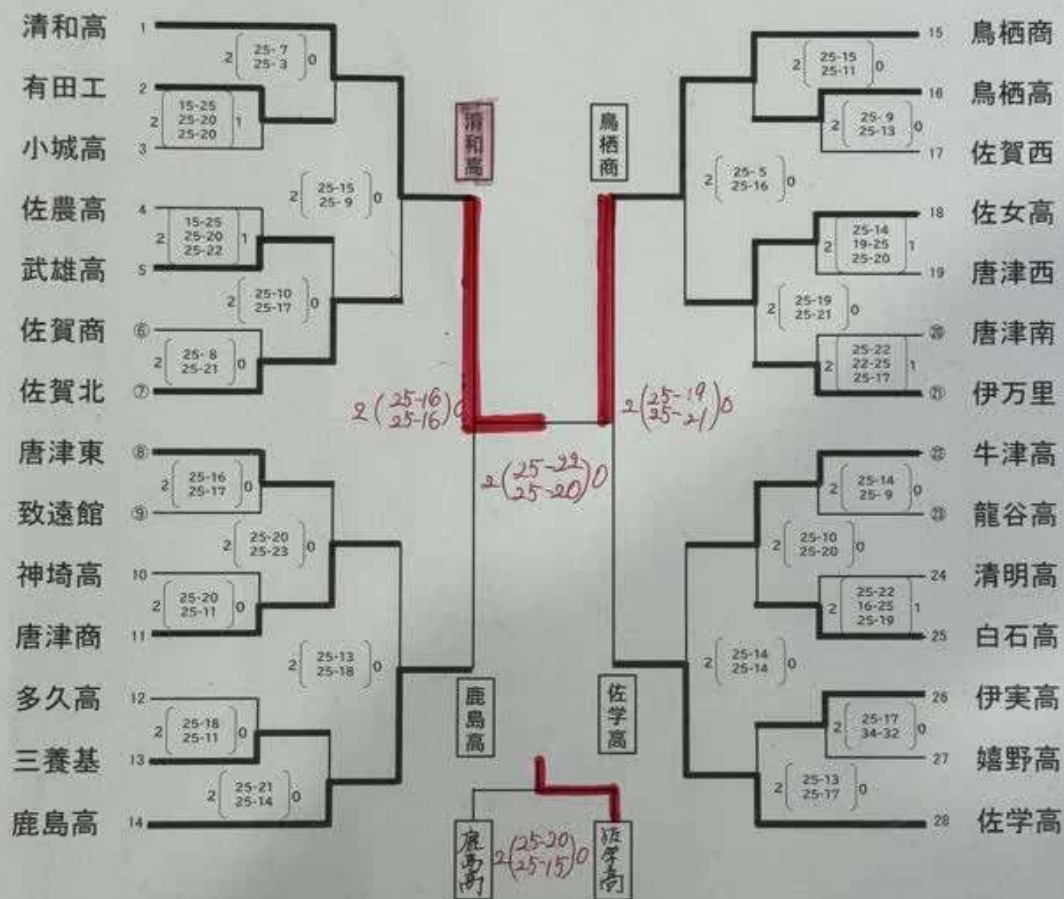 清和高 1
2 25-7 0
25-3
有田工 2
2 15-25 1
25-20
25-20
小城高 3
2 25-15 0
25-9
佐農高 4
2 15-25 1
25-20
25-22
武雄高 5
2 25-10 0
25-17
佐賀商 ⑥
2 25-8 0
25-21
佐賀北 ⑦
唐津東 ⑧
2 25-16 0
25-17
致遠館 ⑨
2 25-20 0
25-23
神埼高 10
2 25-20 0
25-11
唐津商 11
2 25-13 0
25-18
多久高 12
2 25-18 0
25-11
三養基 13
2 25-21 0
25-14
鹿島高 14
清和高
鳥栖商
2(25-16)0
25-16
2(25-19)0
25-21
2(25-22)0
25-20
鹿島高
佐学高
鹿島高
2(25-20)0
25-15
佐学高
15 鳥栖商
2 25-15 0
25-11
16 鳥栖高
2 25-9 0
25-13
17 佐賀西
2 25-5 0
25-16
18 佐女高
2 25-14 1
19-25
25-20
19 唐津西
2 25-19 0
25-21
⑳ 唐津南
2 25-22 1
22-25
25-17
㉑ 伊万里
㉒ 牛津高
2 25-14 0
25-9
㉓ 龍谷高
2 25-10 0
25-20
24 清明高
2 25-22 1
16-25
25-19
25 白石高
2 25-14 0
25-14
26 伊実高
2 25-17 0
34-32
27 嬉野高
2 25-13 0
25-17
28 佐学高